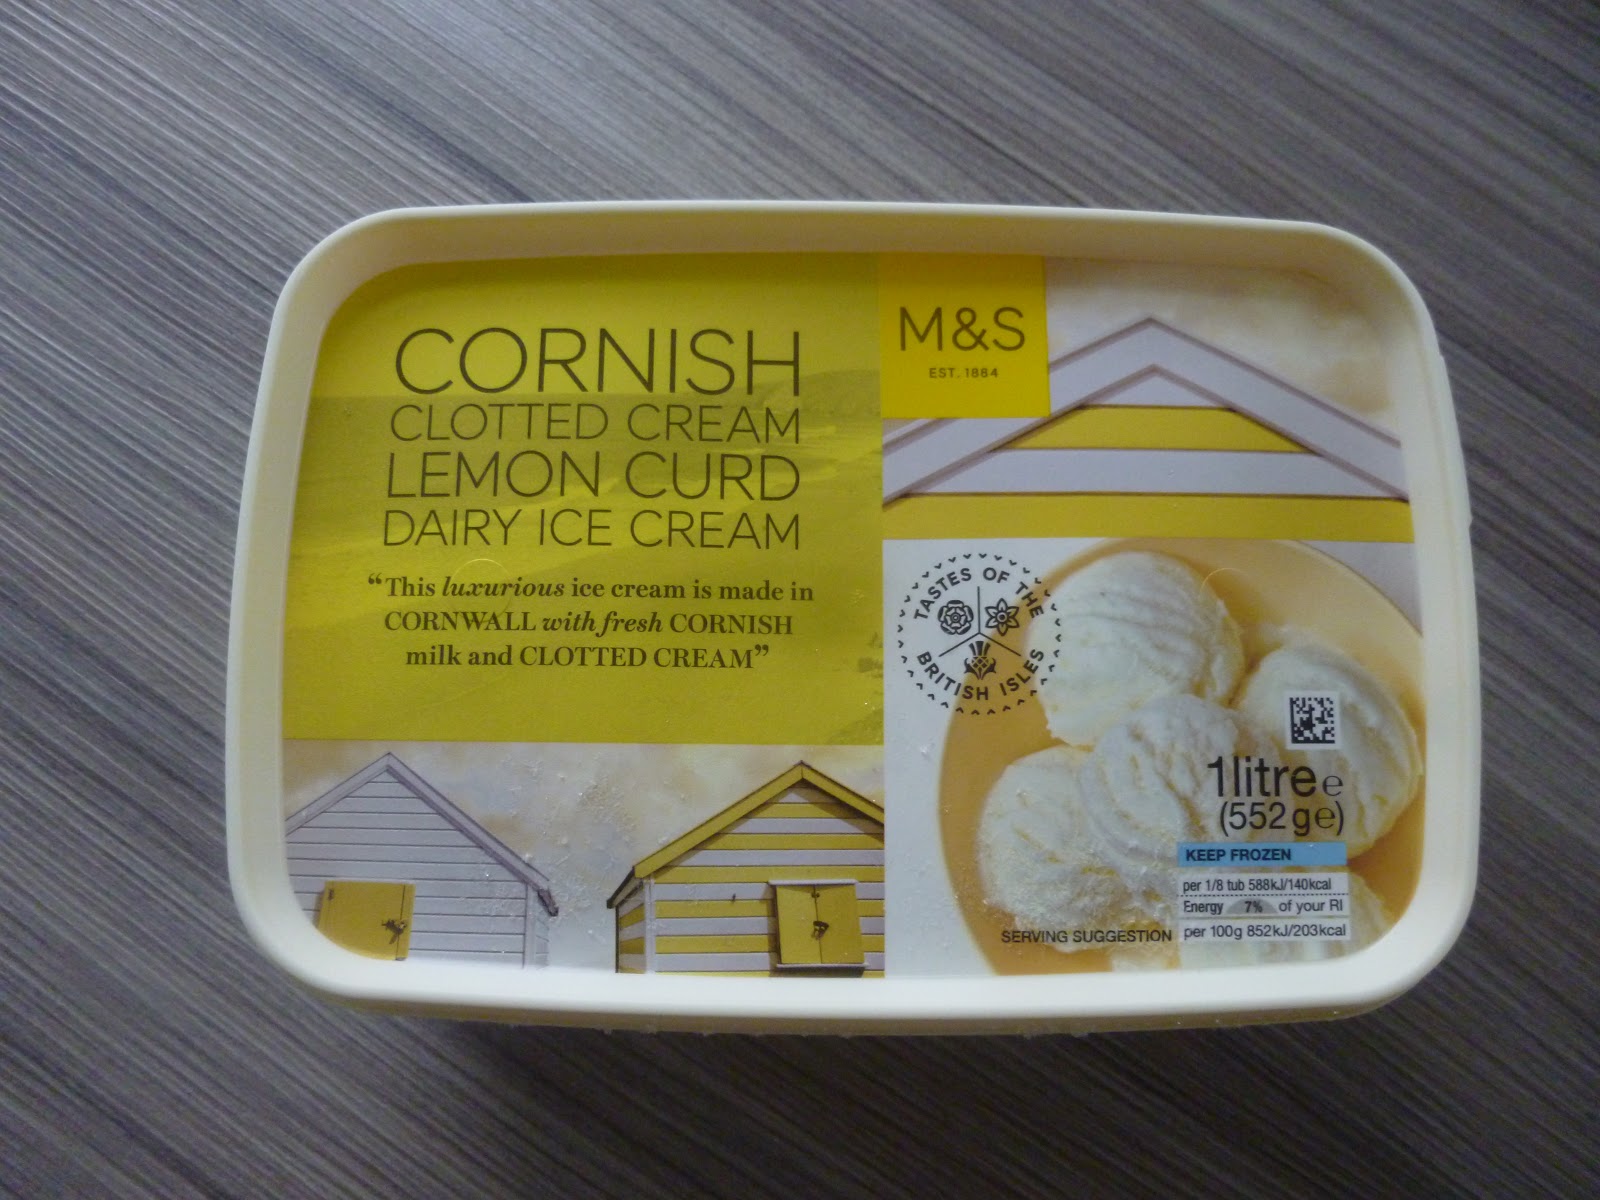 CORNISH
CLOTTED CREAM
LEMON CURD
DAIRY ICE CREAM
“This luxurious ice cream is made in
CORNWALL with fresh CORNISH
milk and CLOTTED CREAM”
M&S
EST. 1884
TASTES OF THE
BRITISH ISLES
1litre e
(552g e)
KEEP FROZEN
per 1/8 tub 588kJ/140kcal
Energy 7% of your RI
per 100g 852kJ/203kcal
SERVING SUGGESTION